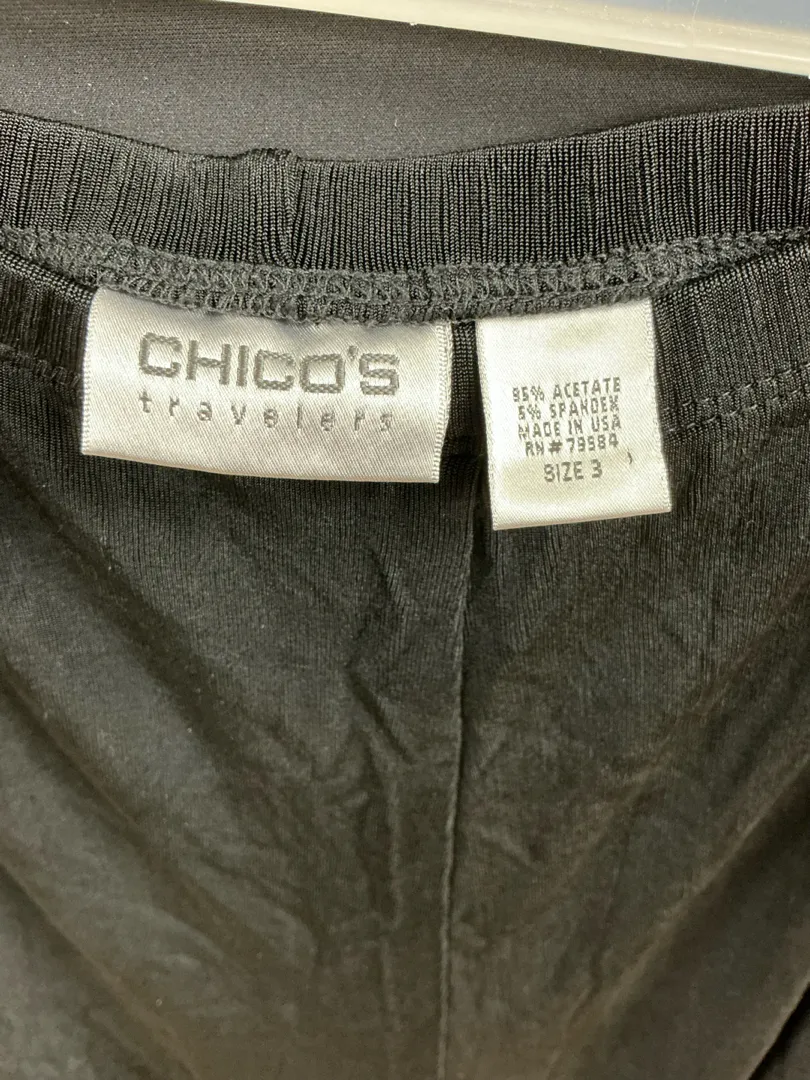 CHICO'S
travelers
95% ACETATE
5% SPANDEX
MADE IN USA
RN#79984
SIZE 3